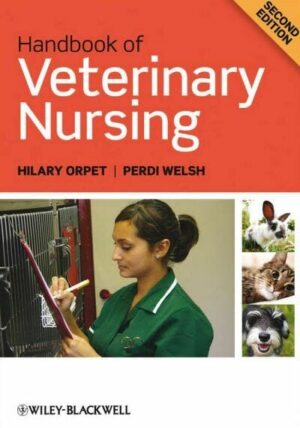 SECOND
EDITION
Handbook of
Veterinary
Nursing
HILARY ORPET | PERDI WELSH
WILEY-BLACKWELL